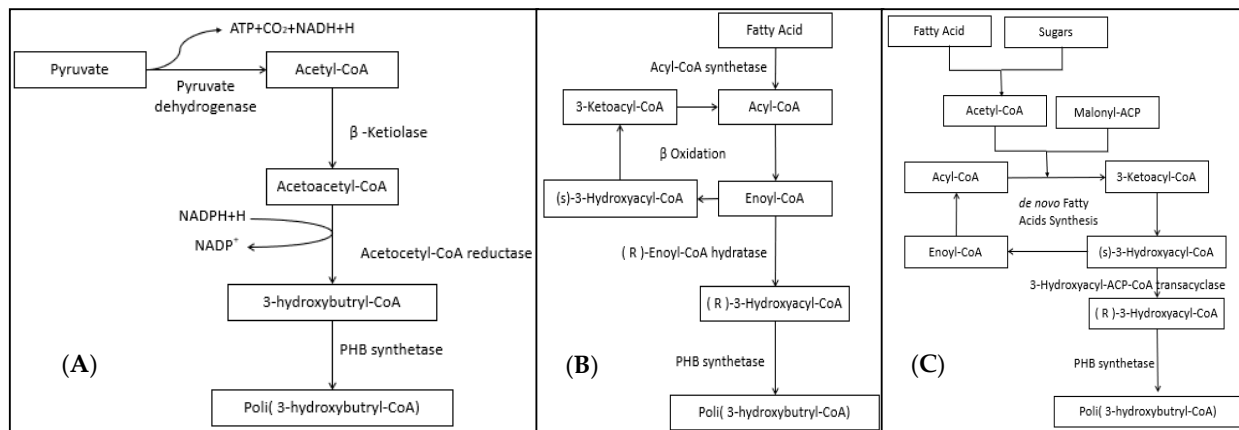 ATP+CO₂+NADH+H
Pyruvate
Acetyl-CoA
Pyruvate
dehydrogenase
β -Ketiolase
Acetoacetyl-CoA
NADPH+H
NADP⁺
Acetocetyl-CoA reductase
3-hydroxybutryl-CoA
PHB synthetase
(A)
Poli( 3-hydroxybutryl-CoA)
Fatty Acid
Acyl-CoA synthetase
3-Ketoacyl-CoA
Acyl-CoA
β Oxidation
(s)-3-Hydroxyacyl-CoA
Enoyl-CoA
( R )-Enoyl-CoA hydratase
( R )-3-Hydroxyacyl-CoA
PHB synthetase
(B)
Poli( 3-hydroxybutryl-CoA)
(C)
Fatty Acid
Sugars
Acetyl-CoA
Malonyl-ACP
Acyl-CoA
3-Ketoacyl-CoA
de novo Fatty
Acids Synthesis
Enoyl-CoA
(s)-3-Hydroxyacyl-CoA
3-Hydroxyacyl-ACP-CoA transacyclase
( R )-3-Hydroxyacyl-CoA
PHB synthetase
Poli( 3-hydroxybutryl-CoA)